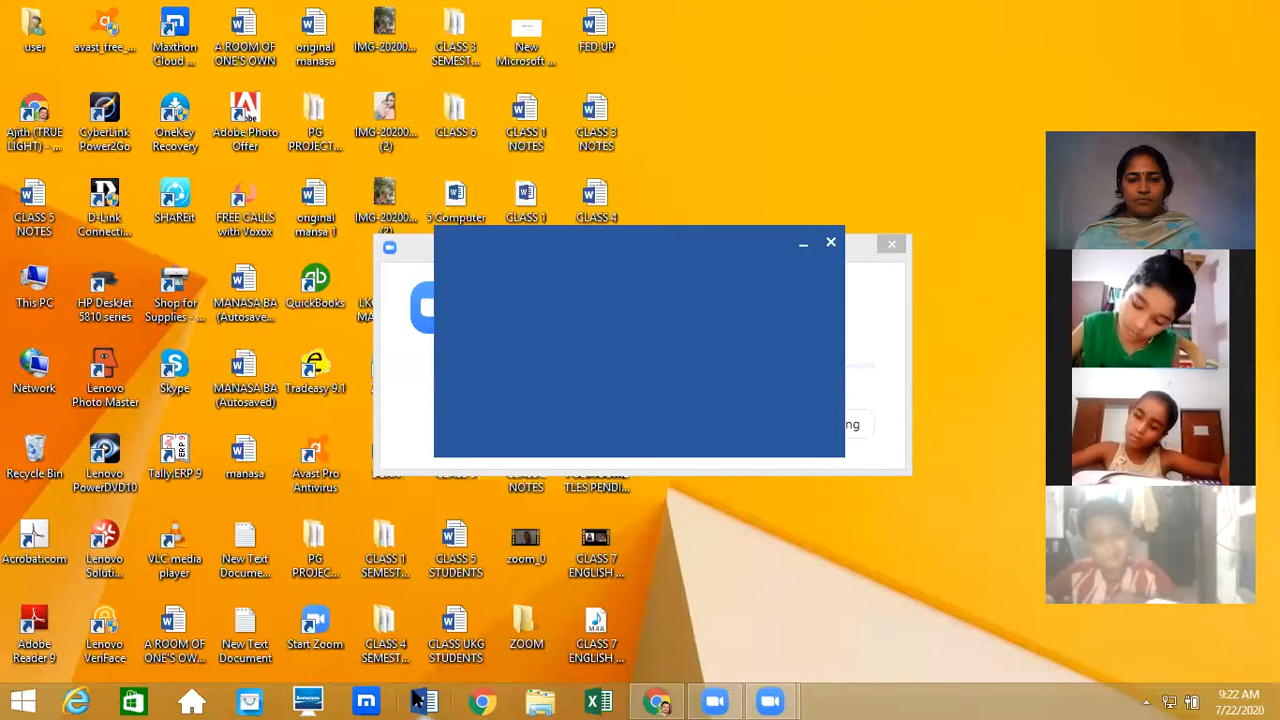 user
avast_free_...
Maxthon
Cloud ...
A ROOM OF
ONE'S OWN
original
manasa
IMG-20200...
CLASS 3
SEMEST...
New
Microsoft ...
FED UP
Ajith (TRUE
LIGHT) - ...
CyberLink
Power2Go
OneKey
Recovery
Adobe Photo
Offer
PG
PROJECT...
IMG-20200...
(2)
CLASS 6
CLASS 1
NOTES
CLASS 3
NOTES
CLASS 5
NOTES
D-Link
Connecti...
SHAREit
FREE CALLS
with Voxox
original
mansa 1
IMG-20200...
(2)
5 Computer
CLASS 1
CLASS 4
This PC
HP DeskJet
5810 series
Shop for
Supplies - ...
MANASA BA
(Autosave...
QuickBooks
Network
Lenovo
Photo Master
Skype
MANASA BA
(Autosaved)
Tradeasy 9.1
ng
Recycle Bin
Lenovo
PowerDVD10
Tally.ERP 9
manasa
Avast Pro
Antivirus
NOTES
TLES PENDI...
Acrobat.com
Lenovo
Soluti...
VLC media
player
New Text
Docume...
PG
PROJEC...
CLASS 1
SEMEST...
CLASS 5
STUDENTS
zoom_0
CLASS 7
ENGLISH ...
Adobe
Reader 9
Lenovo
VeriFace
A ROOM OF
ONE'S OW...
New Text
Document
Start Zoom
CLASS 4
SEMEST...
CLASS UKG
STUDENTS
ZOOM
M4A
CLASS 7
ENGLISH ...
9:22 AM
7/22/2020